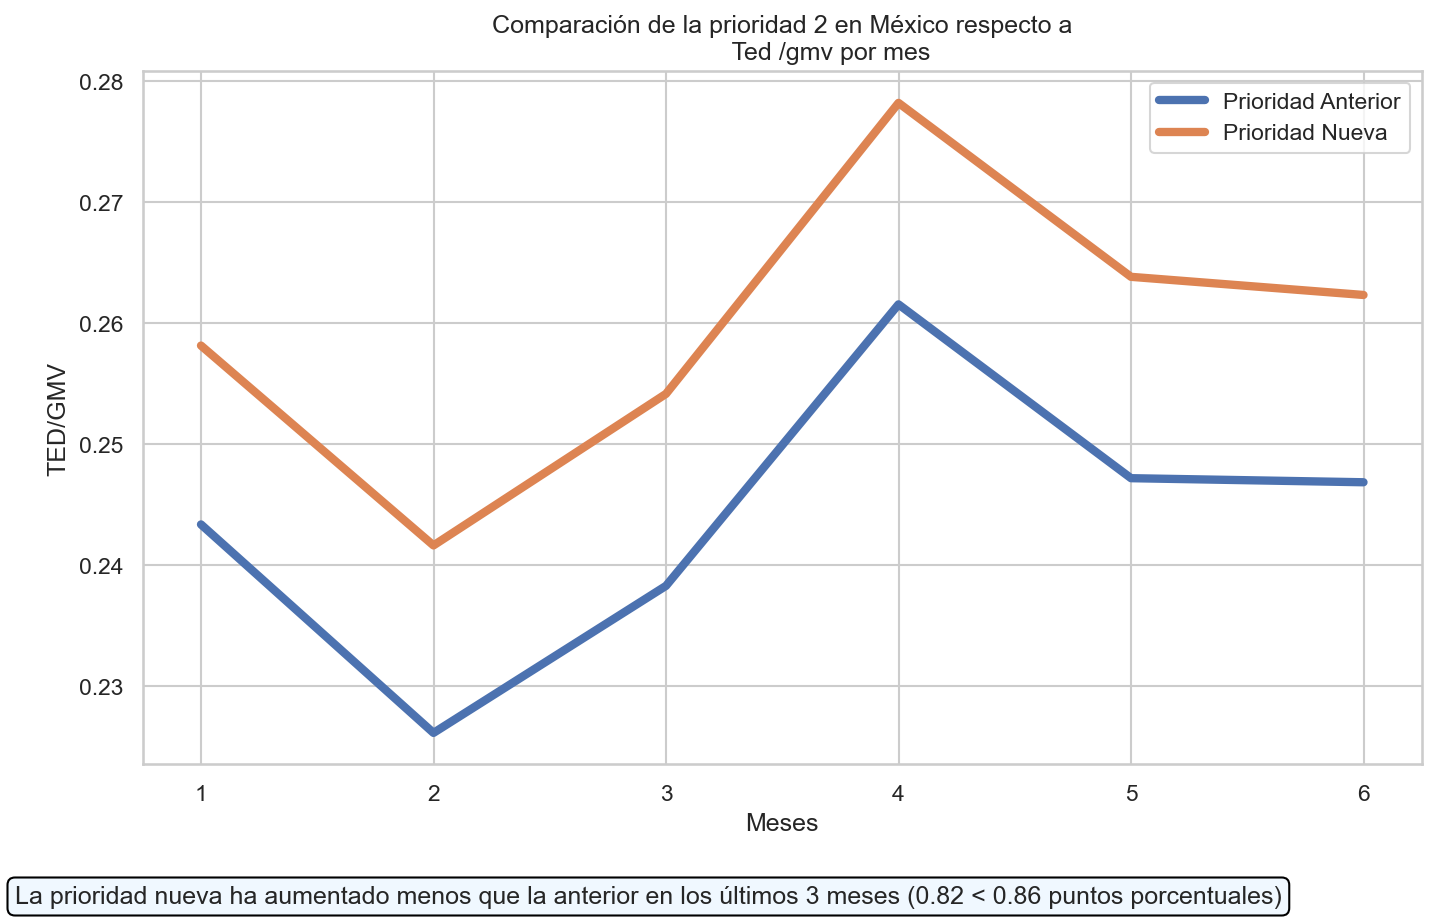 Comparación de la prioridad 2 en México respecto a
Ted /gmv por mes
Prioridad Anterior
Prioridad Nueva
0.28
0.27
0.26
0.25
0.24
0.23
TED/GMV
1 2 3 4 5 6
Meses
La prioridad nueva ha aumentado menos que la anterior en los últimos 3 meses (0.82 < 0.86 puntos porcentuales)